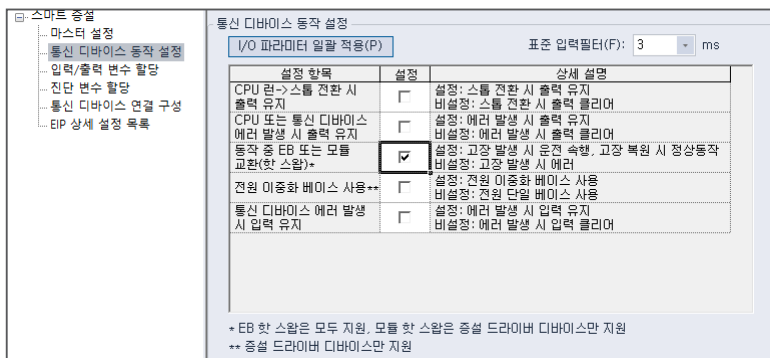 스마트 증설
마스터 설정
통신 디바이스 동작 설정
입력/출력 변수 할당
진단 변수 할당
통신 디바이스 연결 구성
EIP 상세 설정 목록
통신 디바이스 동작 설정
I/O 파라미터 일괄 적용(P)
표준 입력필터(F): 3 ms
설정 항목 설정 상세 설명
CPU 런->스톱 전환 시
출력 유지
설정: 스톱 전환 시 출력 유지
비설정: 스톱 전환 시 출력 클리어
CPU 또는 통신 디바이스
에러 발생 시 출력 유지
설정: 에러 발생 시 출력 유지
비설정: 에러 발생 시 출력 클리어
동작 중 EB 또는 모듈
교환(핫 스왑)*
설정: 고장 발생 시 운전 속행, 고장 복원 시 정상동작
비설정: 고장 발생 시 에러
전원 이중화 베이스 사용**
설정: 전원 이중화 베이스 사용
비설정: 전원 단일 베이스 사용
통신 디바이스 에러 발생
시 입력 유지
설정: 에러 발생 시 입력 유지
비설정: 에러 발생 시 입력 클리어
* EB 핫 스왑은 모두 지원, 모듈 핫 스왑은 증설 드라이버 디바이스만 지원
** 증설 드라이버 디바이스만 지원